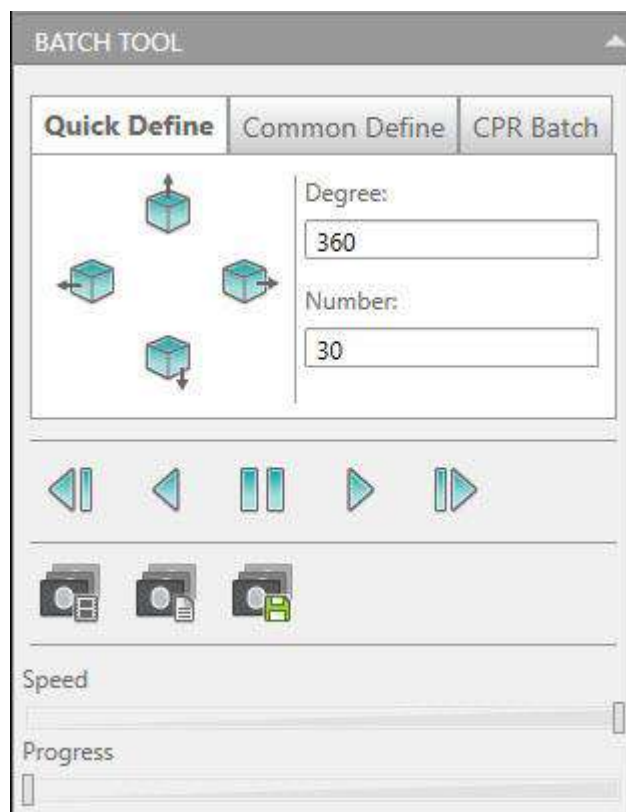 BATCH TOOL
Quick Define Common Define CPR Batch
Degree:
360
Number:
30
Speed
Progress